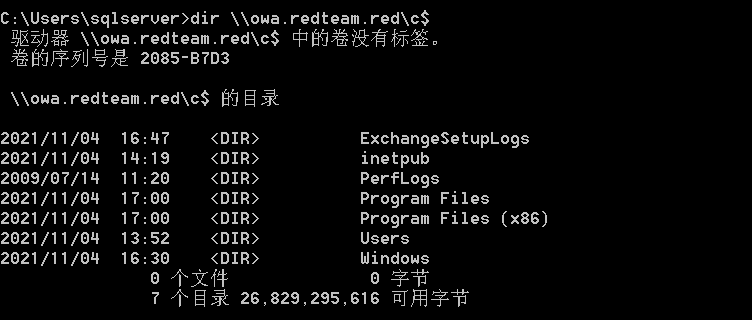 C:\Users\sqlserver>dir \\owa.redteam.red\c$
驱动器 \\owa.redteam.red\c$ 中的卷没有标签。
卷的序列号是 2085-B7D3
\\owa.redteam.red\c$ 的目录
2021/11/04  16:47    <DIR>          ExchangeSetupLogs
2021/11/04  14:19    <DIR>          inetpub
2009/07/14  11:20    <DIR>          PerfLogs
2021/11/04  17:00    <DIR>          Program Files
2021/11/04  17:00    <DIR>          Program Files (x86)
2021/11/04  13:52    <DIR>          Users
2021/11/04  16:30    <DIR>          Windows
0 个文件              0 字节
7 个目录 26,829,295,616 可用字节